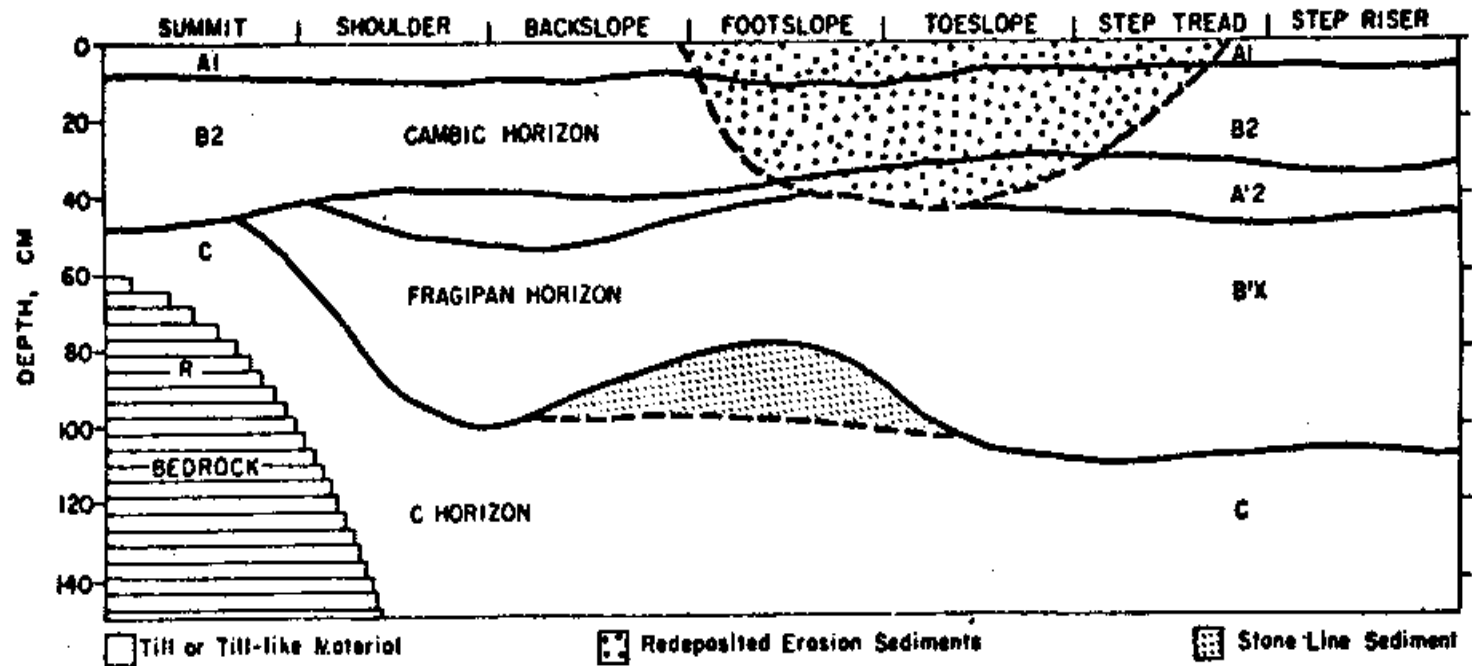 SUMMIT | SHOULDER | BACKSLOPE | FOOTSLOPE | TOESLOPE | STEP TREAD | STEP RISER
0
A1
A1
20
B2
CAMBIC HORIZON
B2
40
A'2
C
60
FRAGIPAN HORIZON
B'X
80
R
100
BEDROCK
120
C HORIZON
C
140
DEPTH, CM
Till or Till-like Material
Redeposited Erosion Sediments
Stone Line Sediment